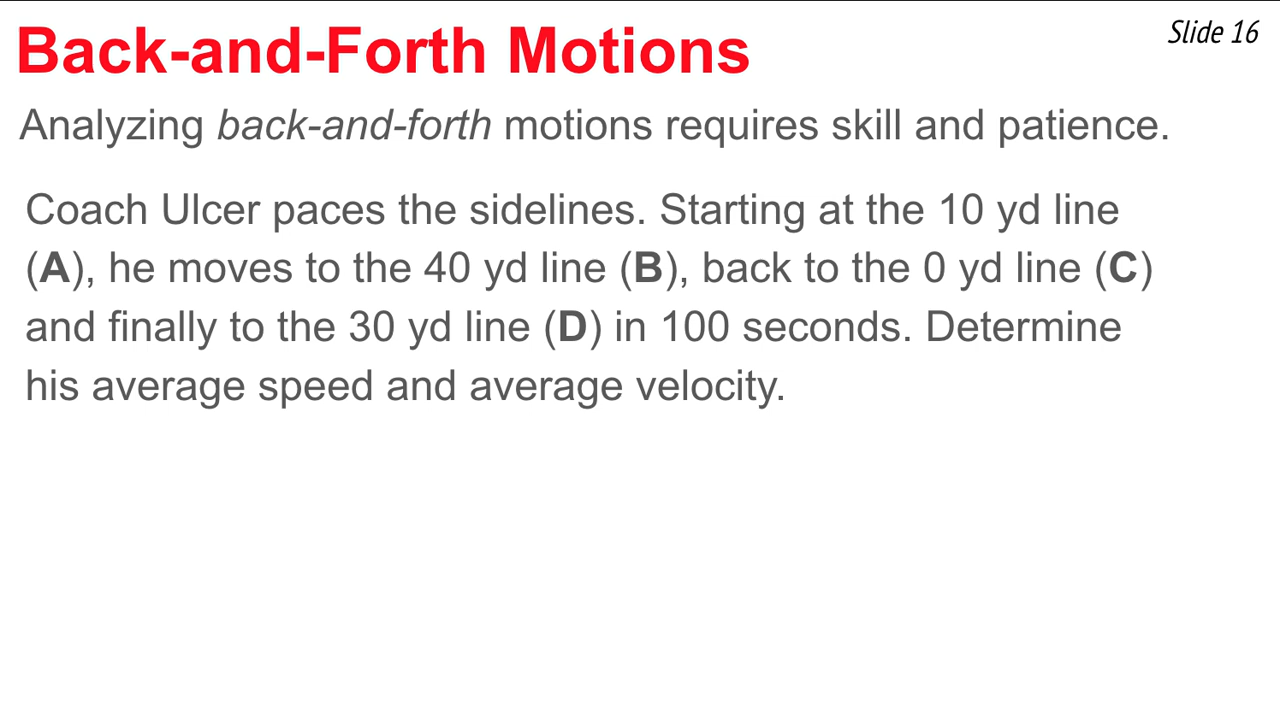 Back-and-Forth Motions
Slide 16
Analyzing back-and-forth motions requires skill and patience.
Coach Ulcer paces the sidelines. Starting at the 10 yd line
(A), he moves to the 40 yd line (B), back to the 0 yd line (C)
and finally to the 30 yd line (D) in 100 seconds. Determine
his average speed and average velocity.